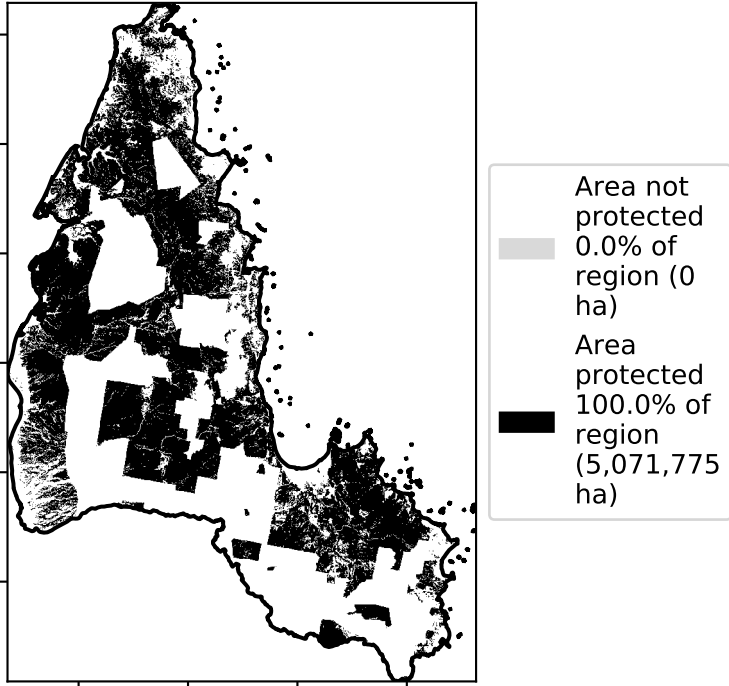 Area not
protected
0.0% of
region (0
ha)
Area
protected
100.0% of
region
(5,071,775
ha)